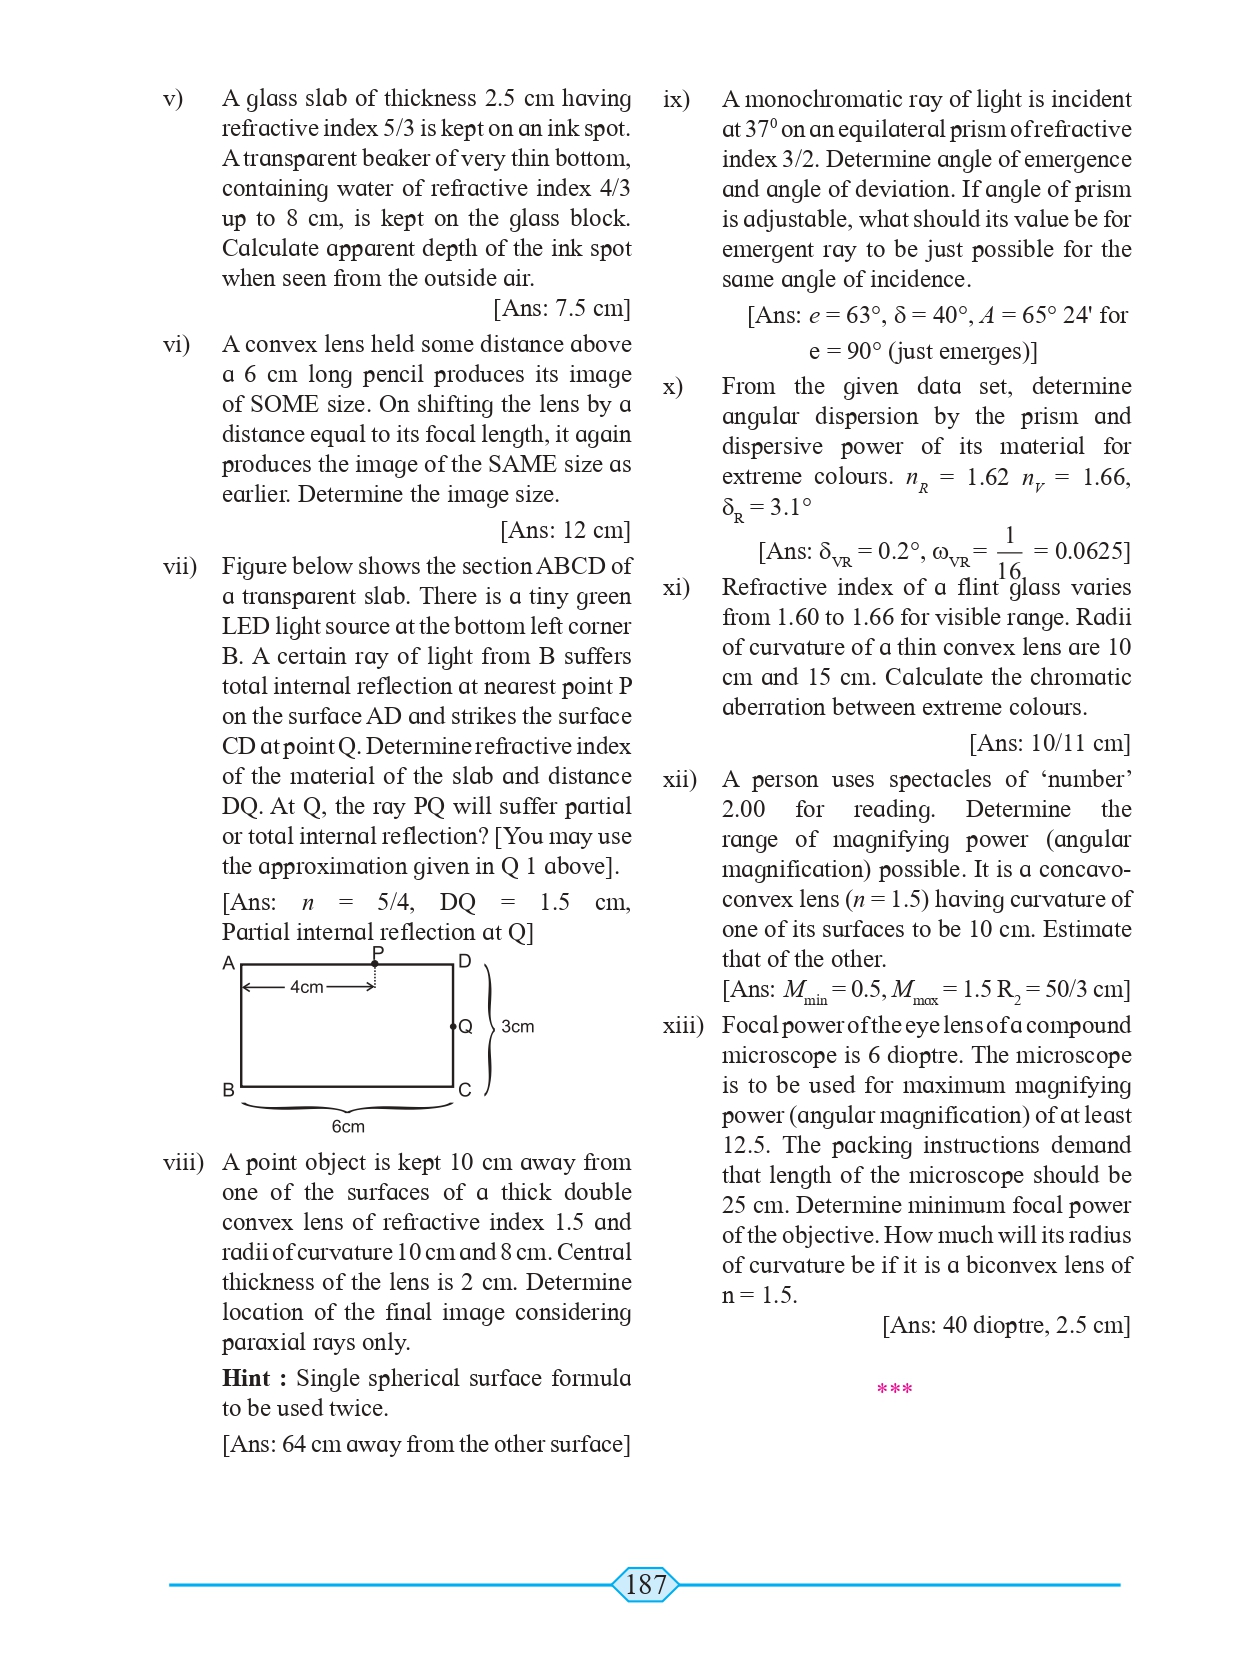 v) A glass slab of thickness 2.5 cm having
refractive index 5/3 is kept on an ink spot.
A transparent beaker of very thin bottom,
containing water of refractive index 4/3
up to 8 cm, is kept on the glass block.
Calculate apparent depth of the ink spot
when seen from the outside air.
[Ans: 7.5 cm]
vi) A convex lens held some distance above
a 6 cm long pencil produces its image
of SOME size. On shifting the lens by a
distance equal to its focal length, it again
produces the image of the SAME size as
earlier. Determine the image size.
[Ans: 12 cm]
vii) Figure below shows the section ABCD of
a transparent slab. There is a tiny green
LED light source at the bottom left corner
B. A certain ray of light from B suffers
total internal reflection at nearest point P
on the surface AD and strikes the surface
CD at point Q. Determine refractive index
of the material of the slab and distance
DQ. At Q, the ray PQ will suffer partial
or total internal reflection? [You may use
the approximation given in Q 1 above].
[Ans: n = 5/4, DQ = 1.5 cm,
Partial internal reflection at Q]
A P D
4cm
Q 3cm
B C
6cm
viii) A point object is kept 10 cm away from
one of the surfaces of a thick double
convex lens of refractive index 1.5 and
radii of curvature 10 cm and 8 cm. Central
thickness of the lens is 2 cm. Determine
location of the final image considering
paraxial rays only.
Hint : Single spherical surface formula
to be used twice.
[Ans: 64 cm away from the other surface]
ix) A monochromatic ray of light is incident
at 37⁰ on an equilateral prism of refractive
index 3/2. Determine angle of emergence
and angle of deviation. If angle of prism
is adjustable, what should its value be for
emergent ray to be just possible for the
same angle of incidence.
[Ans: e = 63°, δ = 40°, A = 65° 24' for
e = 90° (just emerges)]
x) From the given data set, determine
angular dispersion by the prism and
dispersive power of its material for
extreme colours. n_R = 1.62 n_V = 1.66,
δ_R = 3.1°
[Ans: δ_VR = 0.2°, ω_VR = 1/16 = 0.0625]
xi) Refractive index of a flint glass varies
from 1.60 to 1.66 for visible range. Radii
of curvature of a thin convex lens are 10
cm and 15 cm. Calculate the chromatic
aberration between extreme colours.
[Ans: 10/11 cm]
xii) A person uses spectacles of ‘number’
2.00 for reading. Determine the
range of magnifying power (angular
magnification) possible. It is a concavo-
convex lens (n = 1.5) having curvature of
one of its surfaces to be 10 cm. Estimate
that of the other.
[Ans: M_min = 0.5, M_max = 1.5 R₂ = 50/3 cm]
xiii) Focal power of the eye lens of a compound
microscope is 6 dioptre. The microscope
is to be used for maximum magnifying
power (angular magnification) of at least
12.5. The packing instructions demand
that length of the microscope should be
25 cm. Determine minimum focal power
of the objective. How much will its radius
of curvature be if it is a biconvex lens of
n = 1.5.
[Ans: 40 dioptre, 2.5 cm]
***
187